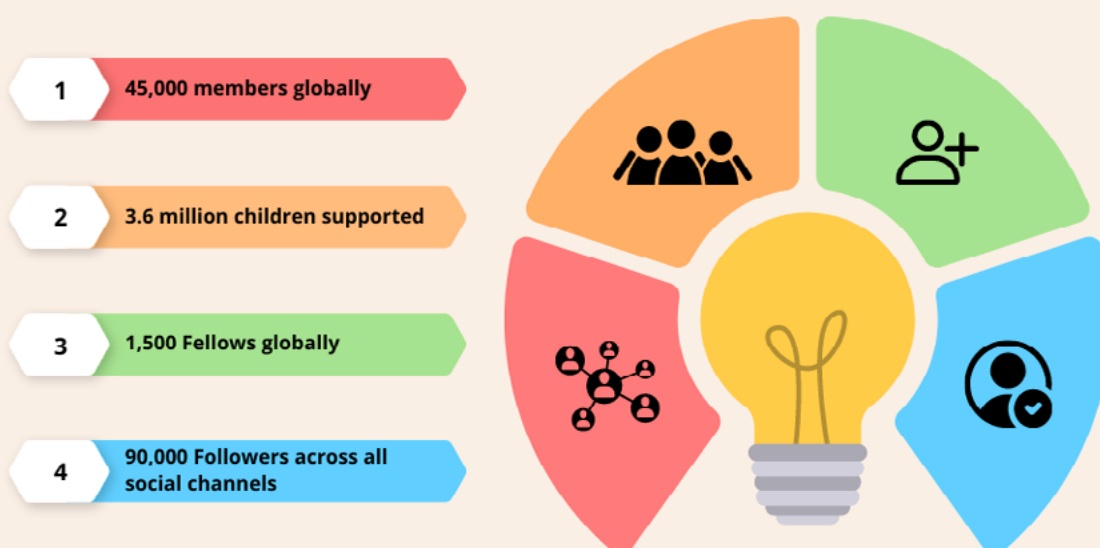 1
45,000 members globally
2
3.6 million children supported
3
1,500 Fellows globally
4
90,000 Followers across all
social channels